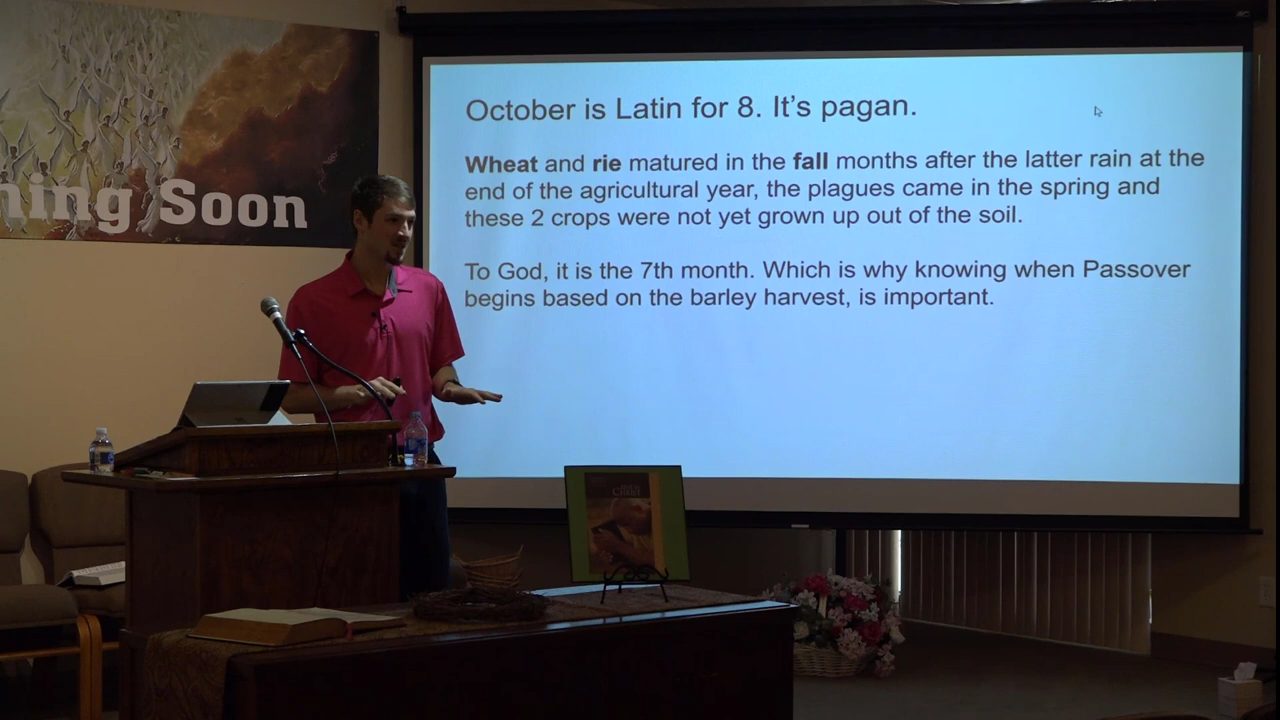 ning Soon
October is Latin for 8. It's pagan.
Wheat and rie matured in the fall months after the latter rain at the
end of the agricultural year, the plagues came in the spring and
these 2 crops were not yet grown up out of the soil.
To God, it is the 7th month. Which is why knowing when Passover
begins based on the barley harvest, is important.
CHRIST